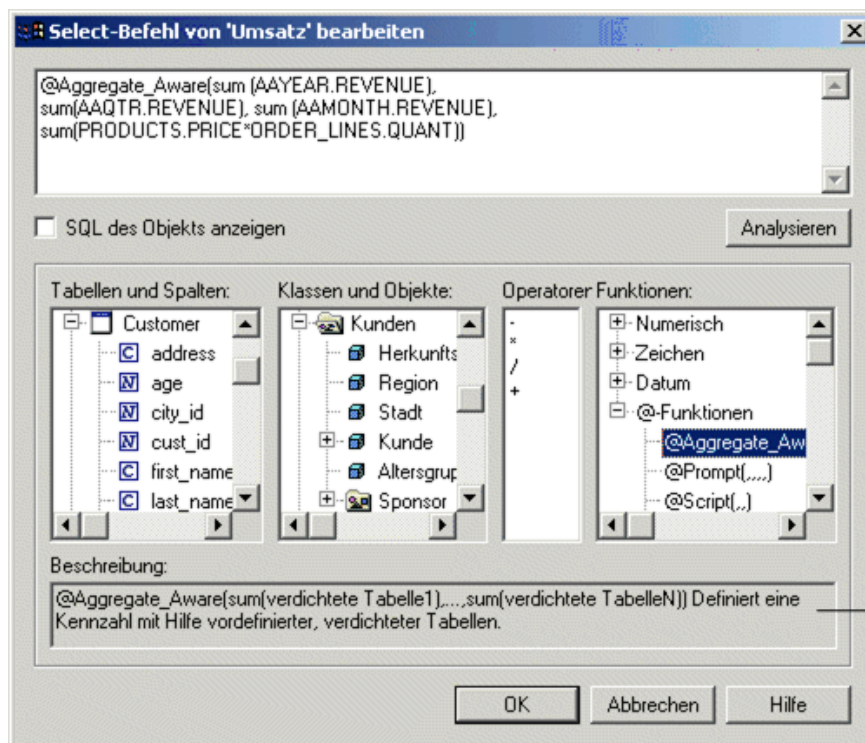 Select-Befehl von 'Umsatz' bearbeiten
@Aggregate_Aware(sum (AAYEAR.REVENUE),
sum(AAQTR.REVENUE), sum (AAMONTH.REVENUE),
sum(PRODUCTS.PRICE*ORDER_LINES.QUANT))
SQL des Objekts anzeigen
Analysieren
Tabellen und Spalten:
Customer
C address
N age
N city_id
N cust_id
C first_name
C last_name
Klassen und Objekte:
Kunden
Herkunfts
Region
Stadt
Kunde
Altersgrup
Sponsor
Operatorer Funktionen:
-
*
/
+
Numerisch
Zeichen
Datum
@-Funktionen
@Aggregate_Aw
@Prompt(,,,,)
@Script(,,)
Beschreibung:
@Aggregate_Aware(sum(verdichtete Tabelle1),...,sum(verdichtete TabelleN)) Definiert eine
Kennzahl mit Hilfe vordefinierter, verdichteter Tabellen.
OK
Abbrechen
Hilfe